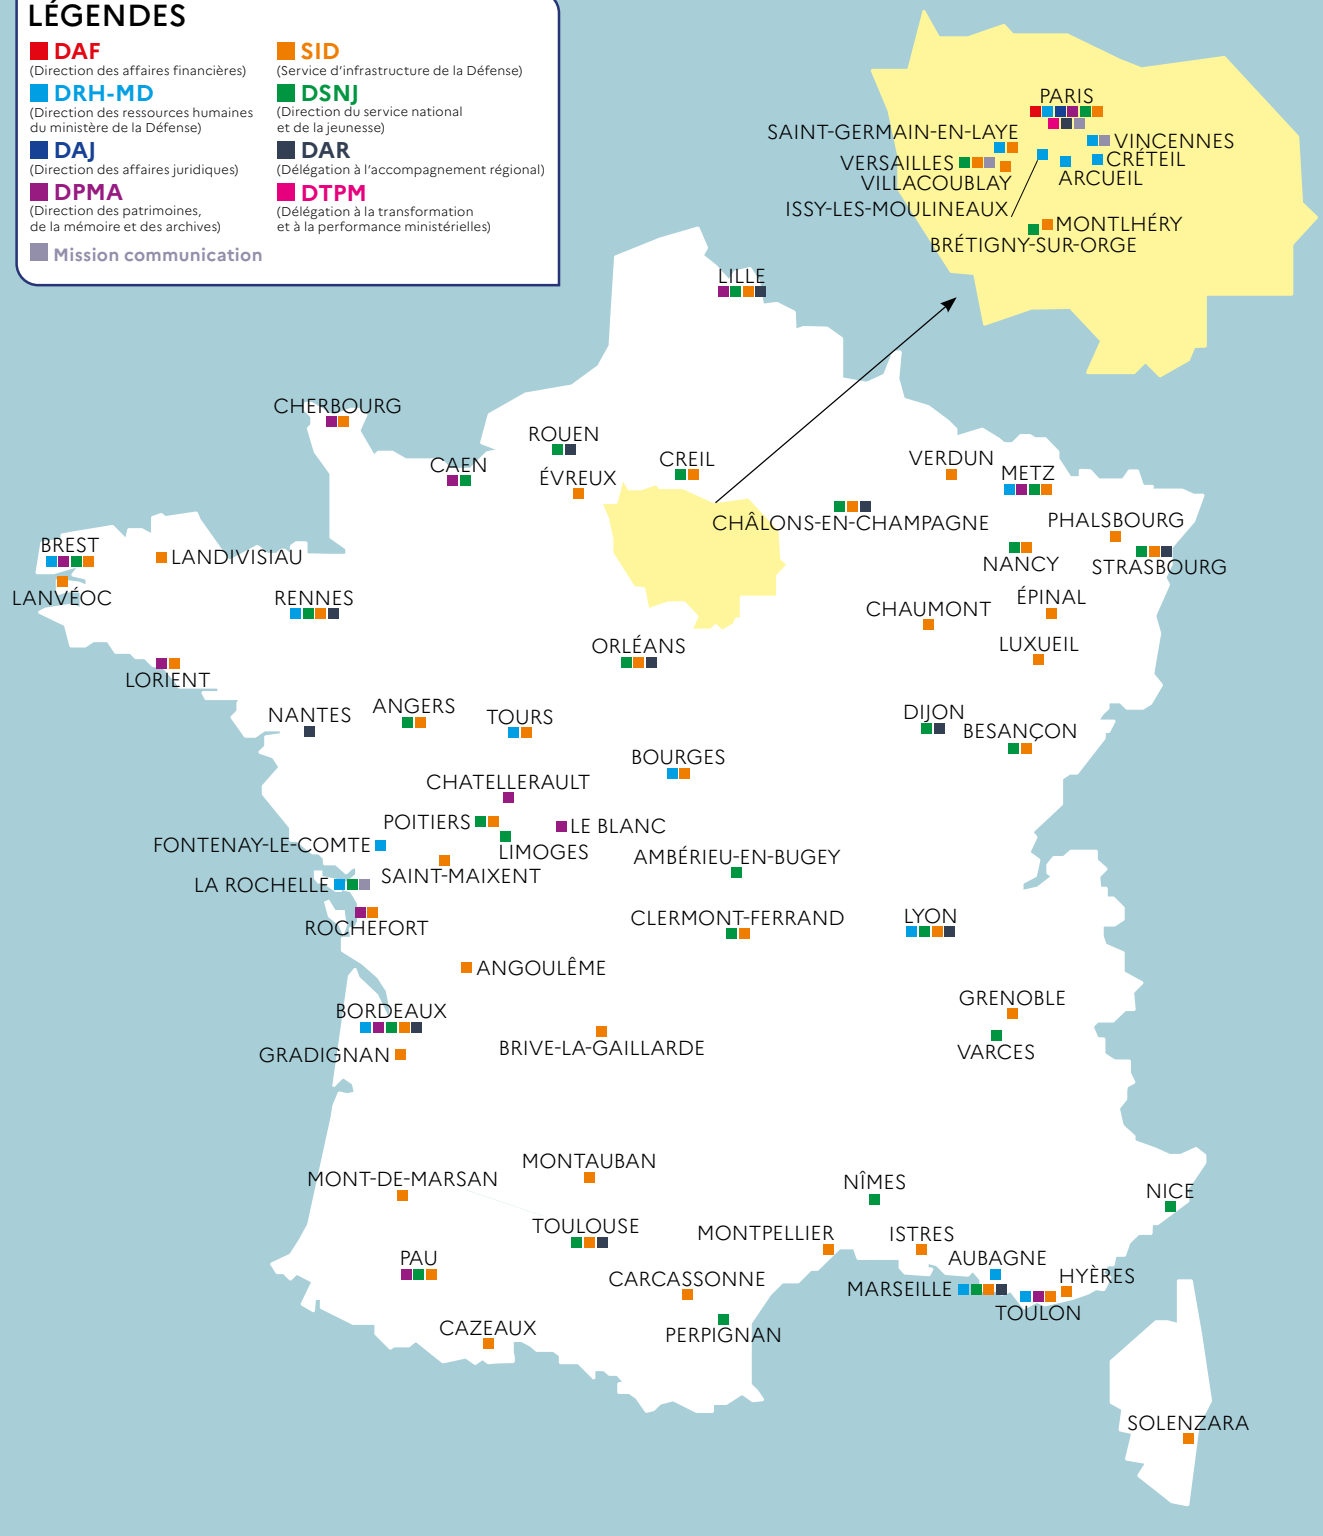 LÉGENDES
DAF
(Direction des affaires financières)
DRH-MD
(Direction des ressources humaines
du ministère de la Défense)
DAJ
(Direction des affaires juridiques)
DPMA
(Direction des patrimoines,
de la mémoire et des archives)
Mission communication
SID
(Service d'infrastructure de la Défense)
DSNJ
(Direction du service national
et de la jeunesse)
DAR
(Délégation à l'accompagnement régional)
DTPM
(Délégation à la transformation
et à la performance ministérielles)
PARIS
SAINT-GERMAIN-EN-LAYE
VINCENNES
VERSAILLES
CRÉTEIL
VILLACOUBLAY
ARCUEIL
ISSY-LES-MOULINEAUX
MONTLHÉRY
BRÉTIGNY-SUR-ORGE
LILLE
CHERBOURG
ROUEN
CAEN
ÉVREUX
CREIL
VERDUN
METZ
CHÂLONS-EN-CHAMPAGNE
PHALSBOURG
BREST
LANDIVISIAU
NANCY
STRASBOURG
LANVÉOC
RENNES
CHAUMONT
ÉPINAL
ORLÉANS
LUXUEIL
LORIENT
NANTES
ANGERS
TOURS
DIJON
BESANÇON
BOURGES
CHATELLERAULT
POITIERS
LE BLANC
FONTENAY-LE-COMTE
LIMOGES
AMBÉRIEU-EN-BUGEY
SAINT-MAIXENT
LA ROCHELLE
ROCHEFORT
CLERMONT-FERRAND
LYON
ANGOULÊME
GRENOBLE
BORDEAUX
BRIVE-LA-GAILLARDE
VARCES
GRADIGNAN
MONTAUBAN
MONT-DE-MARSAN
NÎMES
NICE
TOULOUSE
MONTPELLIER
ISTRES
PAU
AUBAGNE
CARCASSONNE
HYÈRES
MARSEILLE
TOULON
CAZEAUX
PERPIGNAN
SOLENZARA